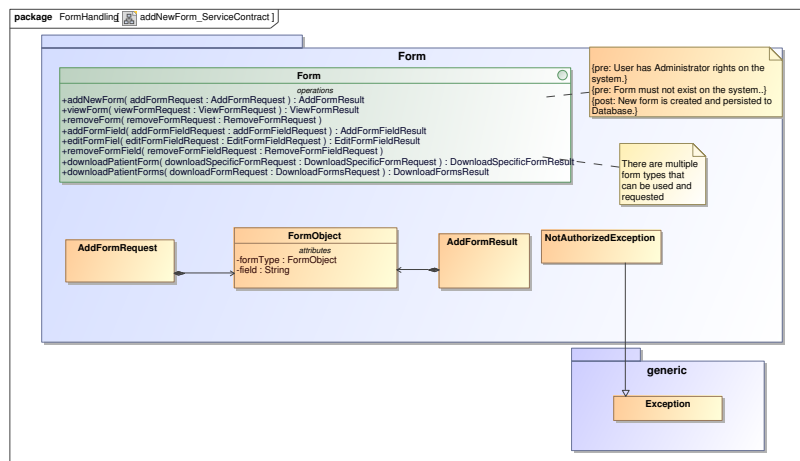 package FormHandling[ addNewForm_ServiceContract ]
Form
Form
operations
+addNewForm( addFormRequest : AddFormRequest ) : AddFormResult
+viewForm( viewFormRequest : ViewFormRequest ) : ViewFormResult
+removeForm( removeFormRequest : RemoveFormRequest )
+addFormField( addFormFieldRequest : addFormFieldRequest ) : AddFormFieldResult
+editFormFiel( editFormFieldRequest : EditFormFieldRequest ) : EditFormFieldResult
+removeFormField( removeFormFieldRequest : RemoveFormFieldRequest )
+downloadPatientForm( downloadSpecificFormRequest : DownloadSpecificFormRequest ) : DownloadSpecificFormResult
+downloadPatientForms( downloadFormRequest : DownloadFormsRequest ) : DownloadFormsResult
{pre: User has Administrator rights on the
system.}
{pre: Form must not exist on the system..}
{post: New form is created and persisted to
Database.}
There are multiple
form types that
can be used and
requested
AddFormRequest
FormObject
attributes
-formType : FormObject
-field : String
AddFormResult
NotAuthorizedException
generic
Exception